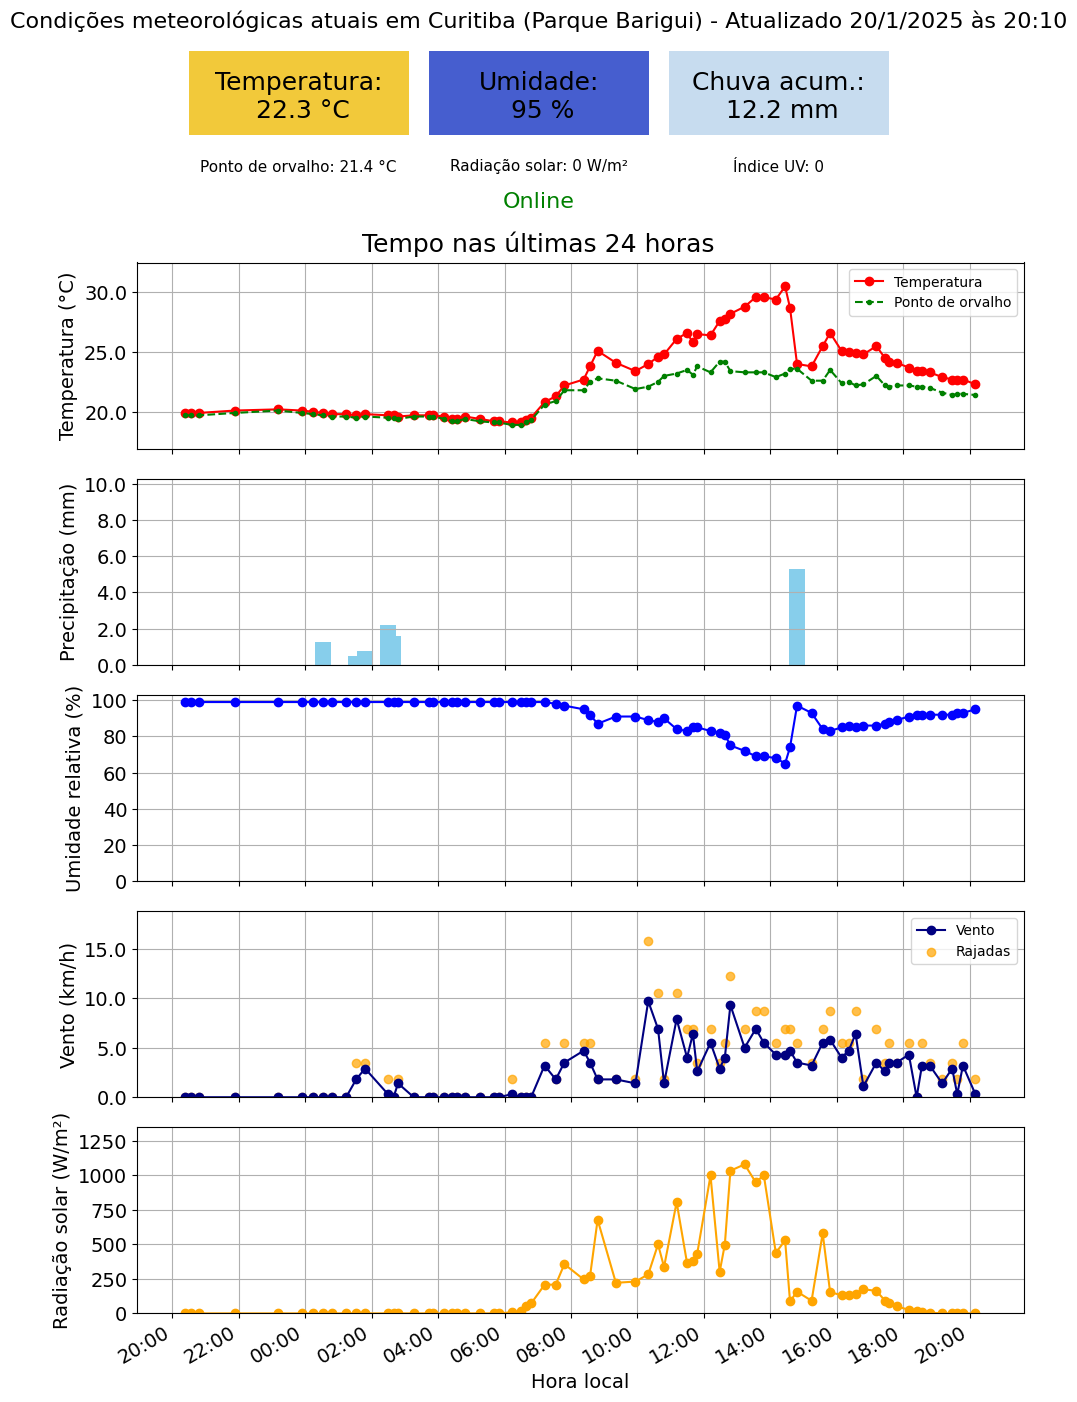 Condições meteorológicas atuais em Curitiba (Parque Barigui) - Atualizado 20/1/2025 às 20:10
Temperatura:
22.3 °C
Umidade:
95 %
Chuva acum.:
12.2 mm
Ponto de orvalho: 21.4 °C
Radiação solar: 0 W/m²
Índice UV: 0
Online
Tempo nas últimas 24 horas
Temperatura (°C)
30.0
25.0
20.0
Temperatura
Ponto de orvalho
Precipitação (mm)
10.0
8.0
6.0
4.0
2.0
0.0
Umidade relativa (%)
100
80
60
40
20
0
Vento (km/h)
15.0
10.0
5.0
0.0
Vento
Rajadas
Radiação solar (W/m²)
1250
1000
750
500
250
0
20:00 22:00 00:00 02:00 04:00 06:00 08:00 10:00 12:00 14:00 16:00 18:00 20:00
Hora local